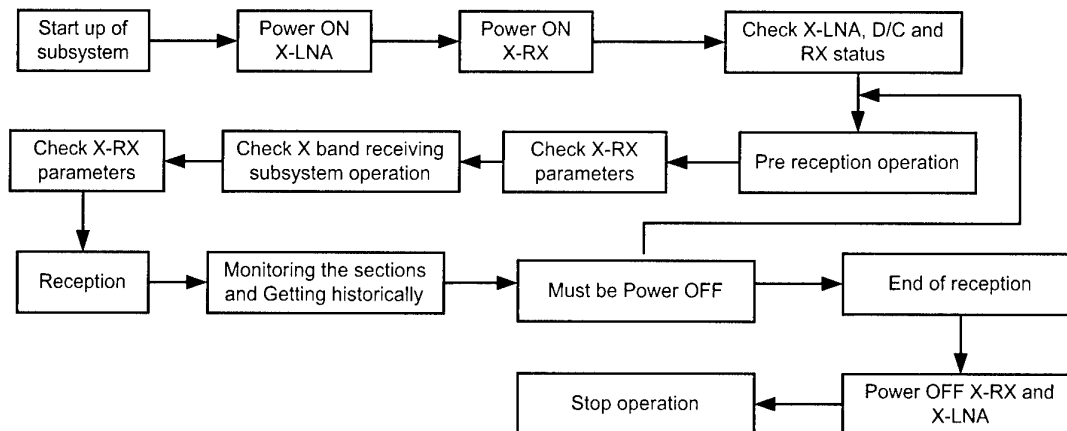 Start up of
subsystem
Power ON
X-LNA
Power ON
X-RX
Check X-LNA, D/C and
RX status
Pre reception operation
Check X-RX
parameters
Check X band receiving
subsystem operation
Check X-RX
parameters
Reception
Monitoring the sections
and Getting historically
Must be Power OFF
End of reception
Power OFF X-RX and
X-LNA
Stop operation